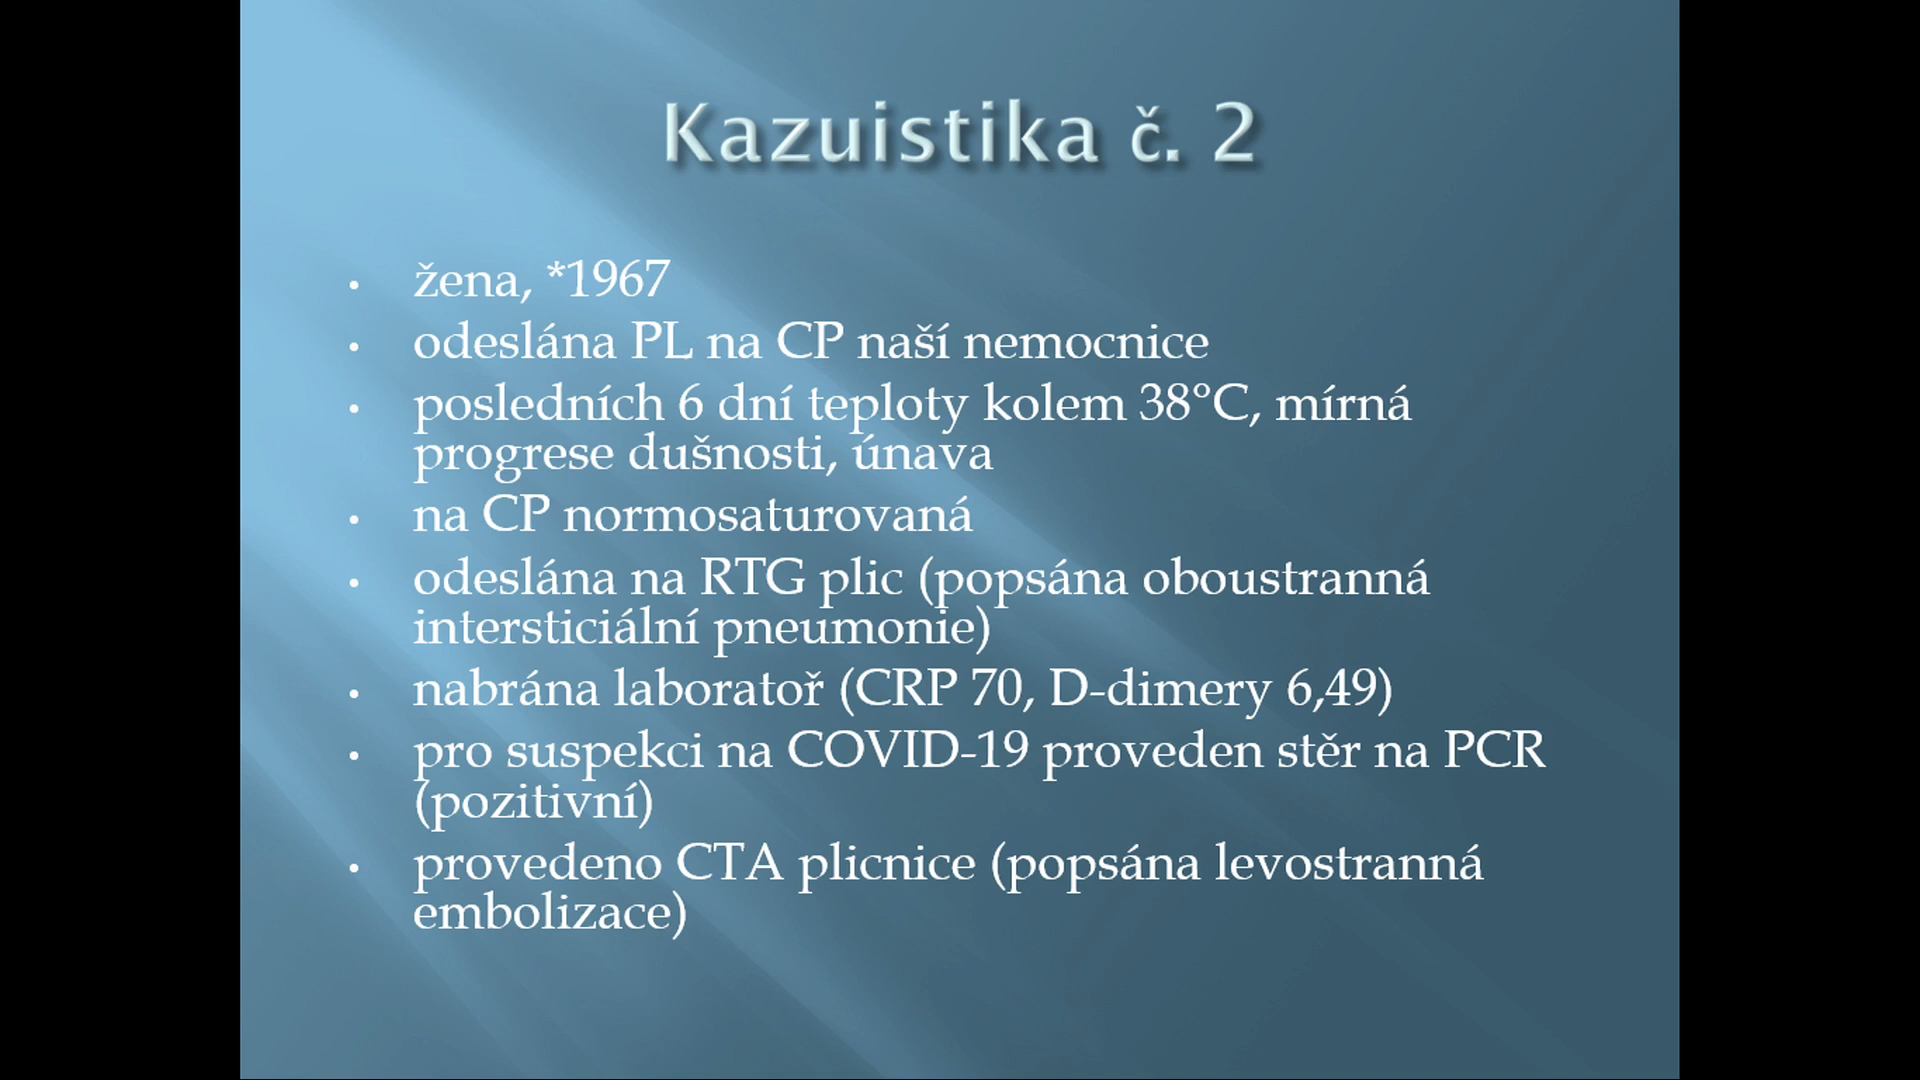 Kazuistika č. 2
• žena, *1967
• odeslána PL na CP naší nemocnice
• posledních 6 dní teploty kolem 38°C, mírná
progrese dušnosti, únava
• na CP normosaturovaná
• odeslána na RTG plic (popsána oboustranná
intersticiální pneumonie)
• nabrána laboratoř (CRP 70, D-dimery 6,49)
• pro suspekci na COVID-19 proveden stěr na PCR
(pozitivní)
• provedeno CTA plicnice (popsána levostranná
embolizace)